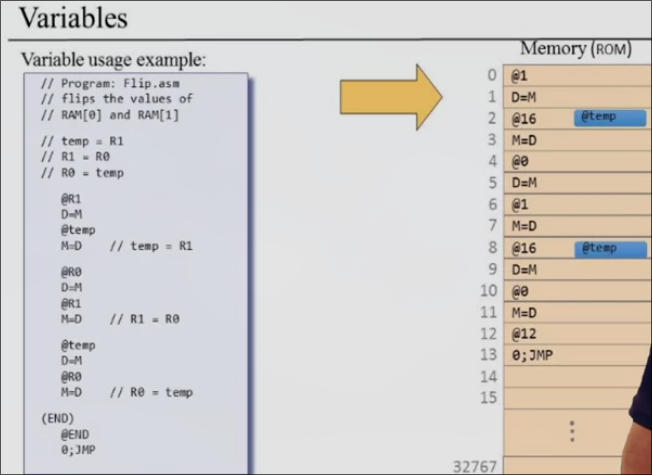 Variables
Variable usage example:
// Program: Flip.asm
// flips the values of
// RAM[0] and RAM[1]
// temp = R1
// R1 = R0
// R0 = temp
@R1
D=M
@temp
M=D // temp = R1
@R0
D=M
@R1
M=D // R1 = R0
@temp
D=M
@R0
M=D // R0 = temp
(END)
@END
0;JMP
Memory (ROM)
0 @1
1 D=M
2 @16 @temp
3 M=D
4 @0
5 D=M
6 @1
7 M=D
8 @16 @temp
9 D=M
10 @0
11 M=D
12 @12
13 0;JMP
14
15
⋮
32767